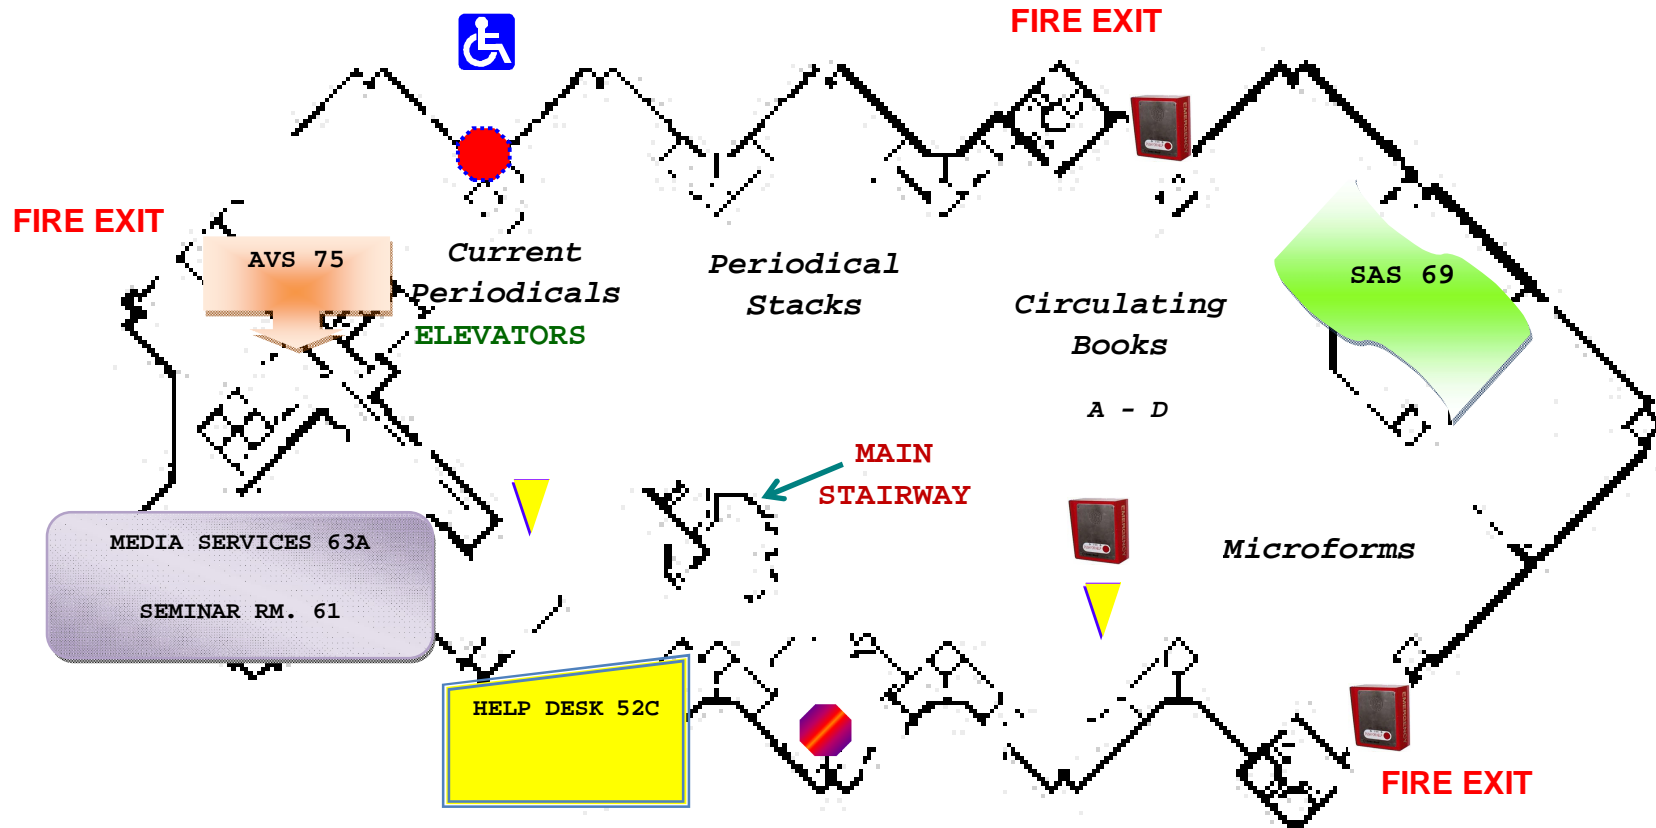 FIRE EXIT
FIRE EXIT
AVS 75
Current
Periodicals
ELEVATORS
Periodical
Stacks
Circulating
Books
A - D
SAS 69
MAIN
STAIRWAY
Microforms
MEDIA SERVICES 63A
SEMINAR RM. 61
HELP DESK 52C
FIRE EXIT